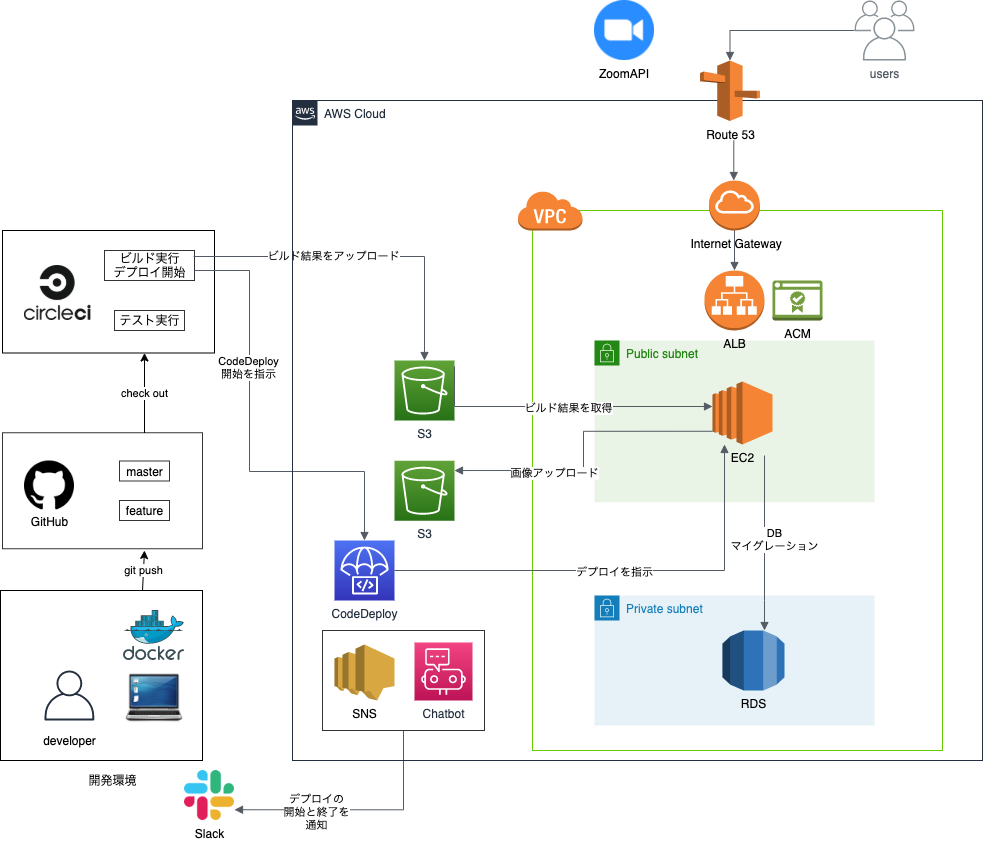 ZoomAPI
users
aws
AWS Cloud
Route 53
VPC
Internet Gateway
ビルド実行
デプロイ開始
circleci
テスト実行
ビルド結果をアップロード
ALB
ACM
CodeDeploy
開始を指示
Public subnet
check out
S3
ビルド結果を取得
EC2
master
GitHub
feature
画像アップロード
S3
DB
マイグレーション
git push
デプロイを指示
CodeDeploy
Private subnet
docker
SNS
Chatbot
RDS
developer
開発環境
デプロイの
開始と終了を
通知
Slack